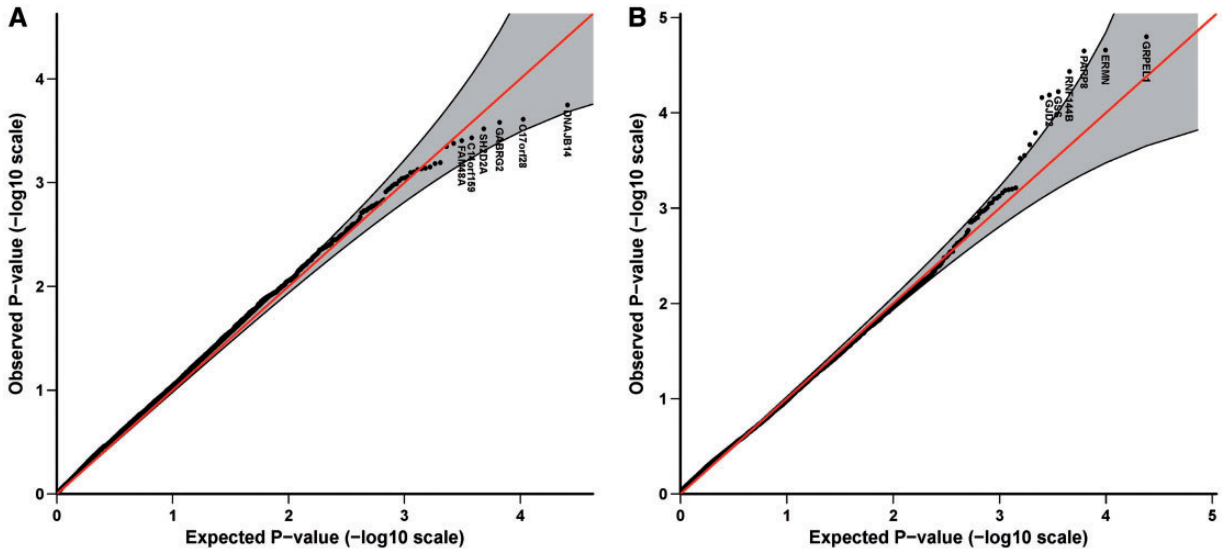 A
Observed P-value (-log10 scale)
4
3
2
1
0
0 1 2 3 4
Expected P-value (-log10 scale)
FAM48A
C14orf159
SH2D2A
GABRG2
C17orf28
DNAJB14
B
Observed P-value (-log10 scale)
5
4
3
2
1
0
0 1 2 3 4 5
Expected P-value (-log10 scale)
GJD2
GSS
RNF144B
PARP8
ERMN
GRPEL1